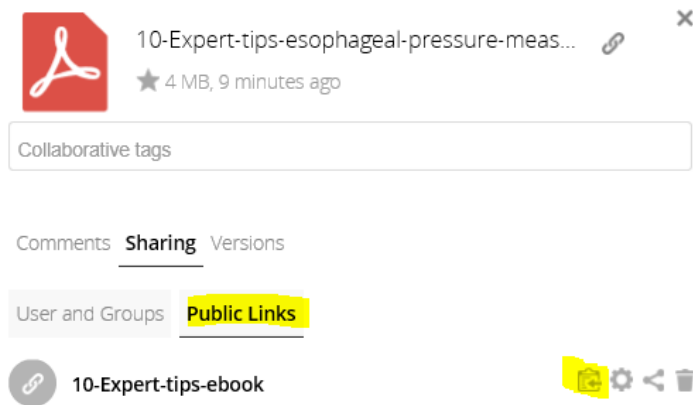 10-Expert-tips-esophageal-pressure-meas...
4 MB, 9 minutes ago
Collaborative tags
Comments Sharing Versions
User and Groups Public Links
10-Expert-tips-ebook